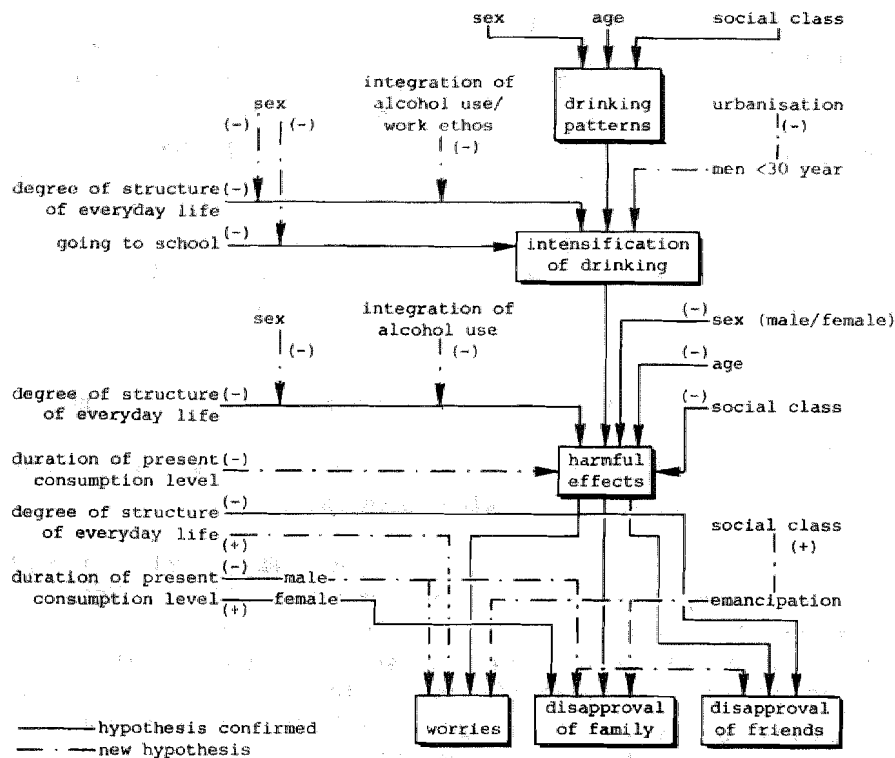 sex age social class
drinking
patterns
sex
integration of
alcohol use/
work ethos
urbanisation
(-) (-) (-) (-)
men <30 year
degree of structure (-)
of everyday life
going to school (-)
intensification
of drinking
sex
integration of
alcohol use
(-) (-)
(-) sex (male/female)
(-) age
(-) social class
degree of structure (-)
of everyday life
duration of present (-)
consumption level
harmful
effects
degree of structure (-)
of everyday life
(+)
social class
(+)
duration of present (-) male
consumption level (+) female
emancipation
worries
disapproval
of family
disapproval
of friends
hypothesis confirmed
new hypothesis